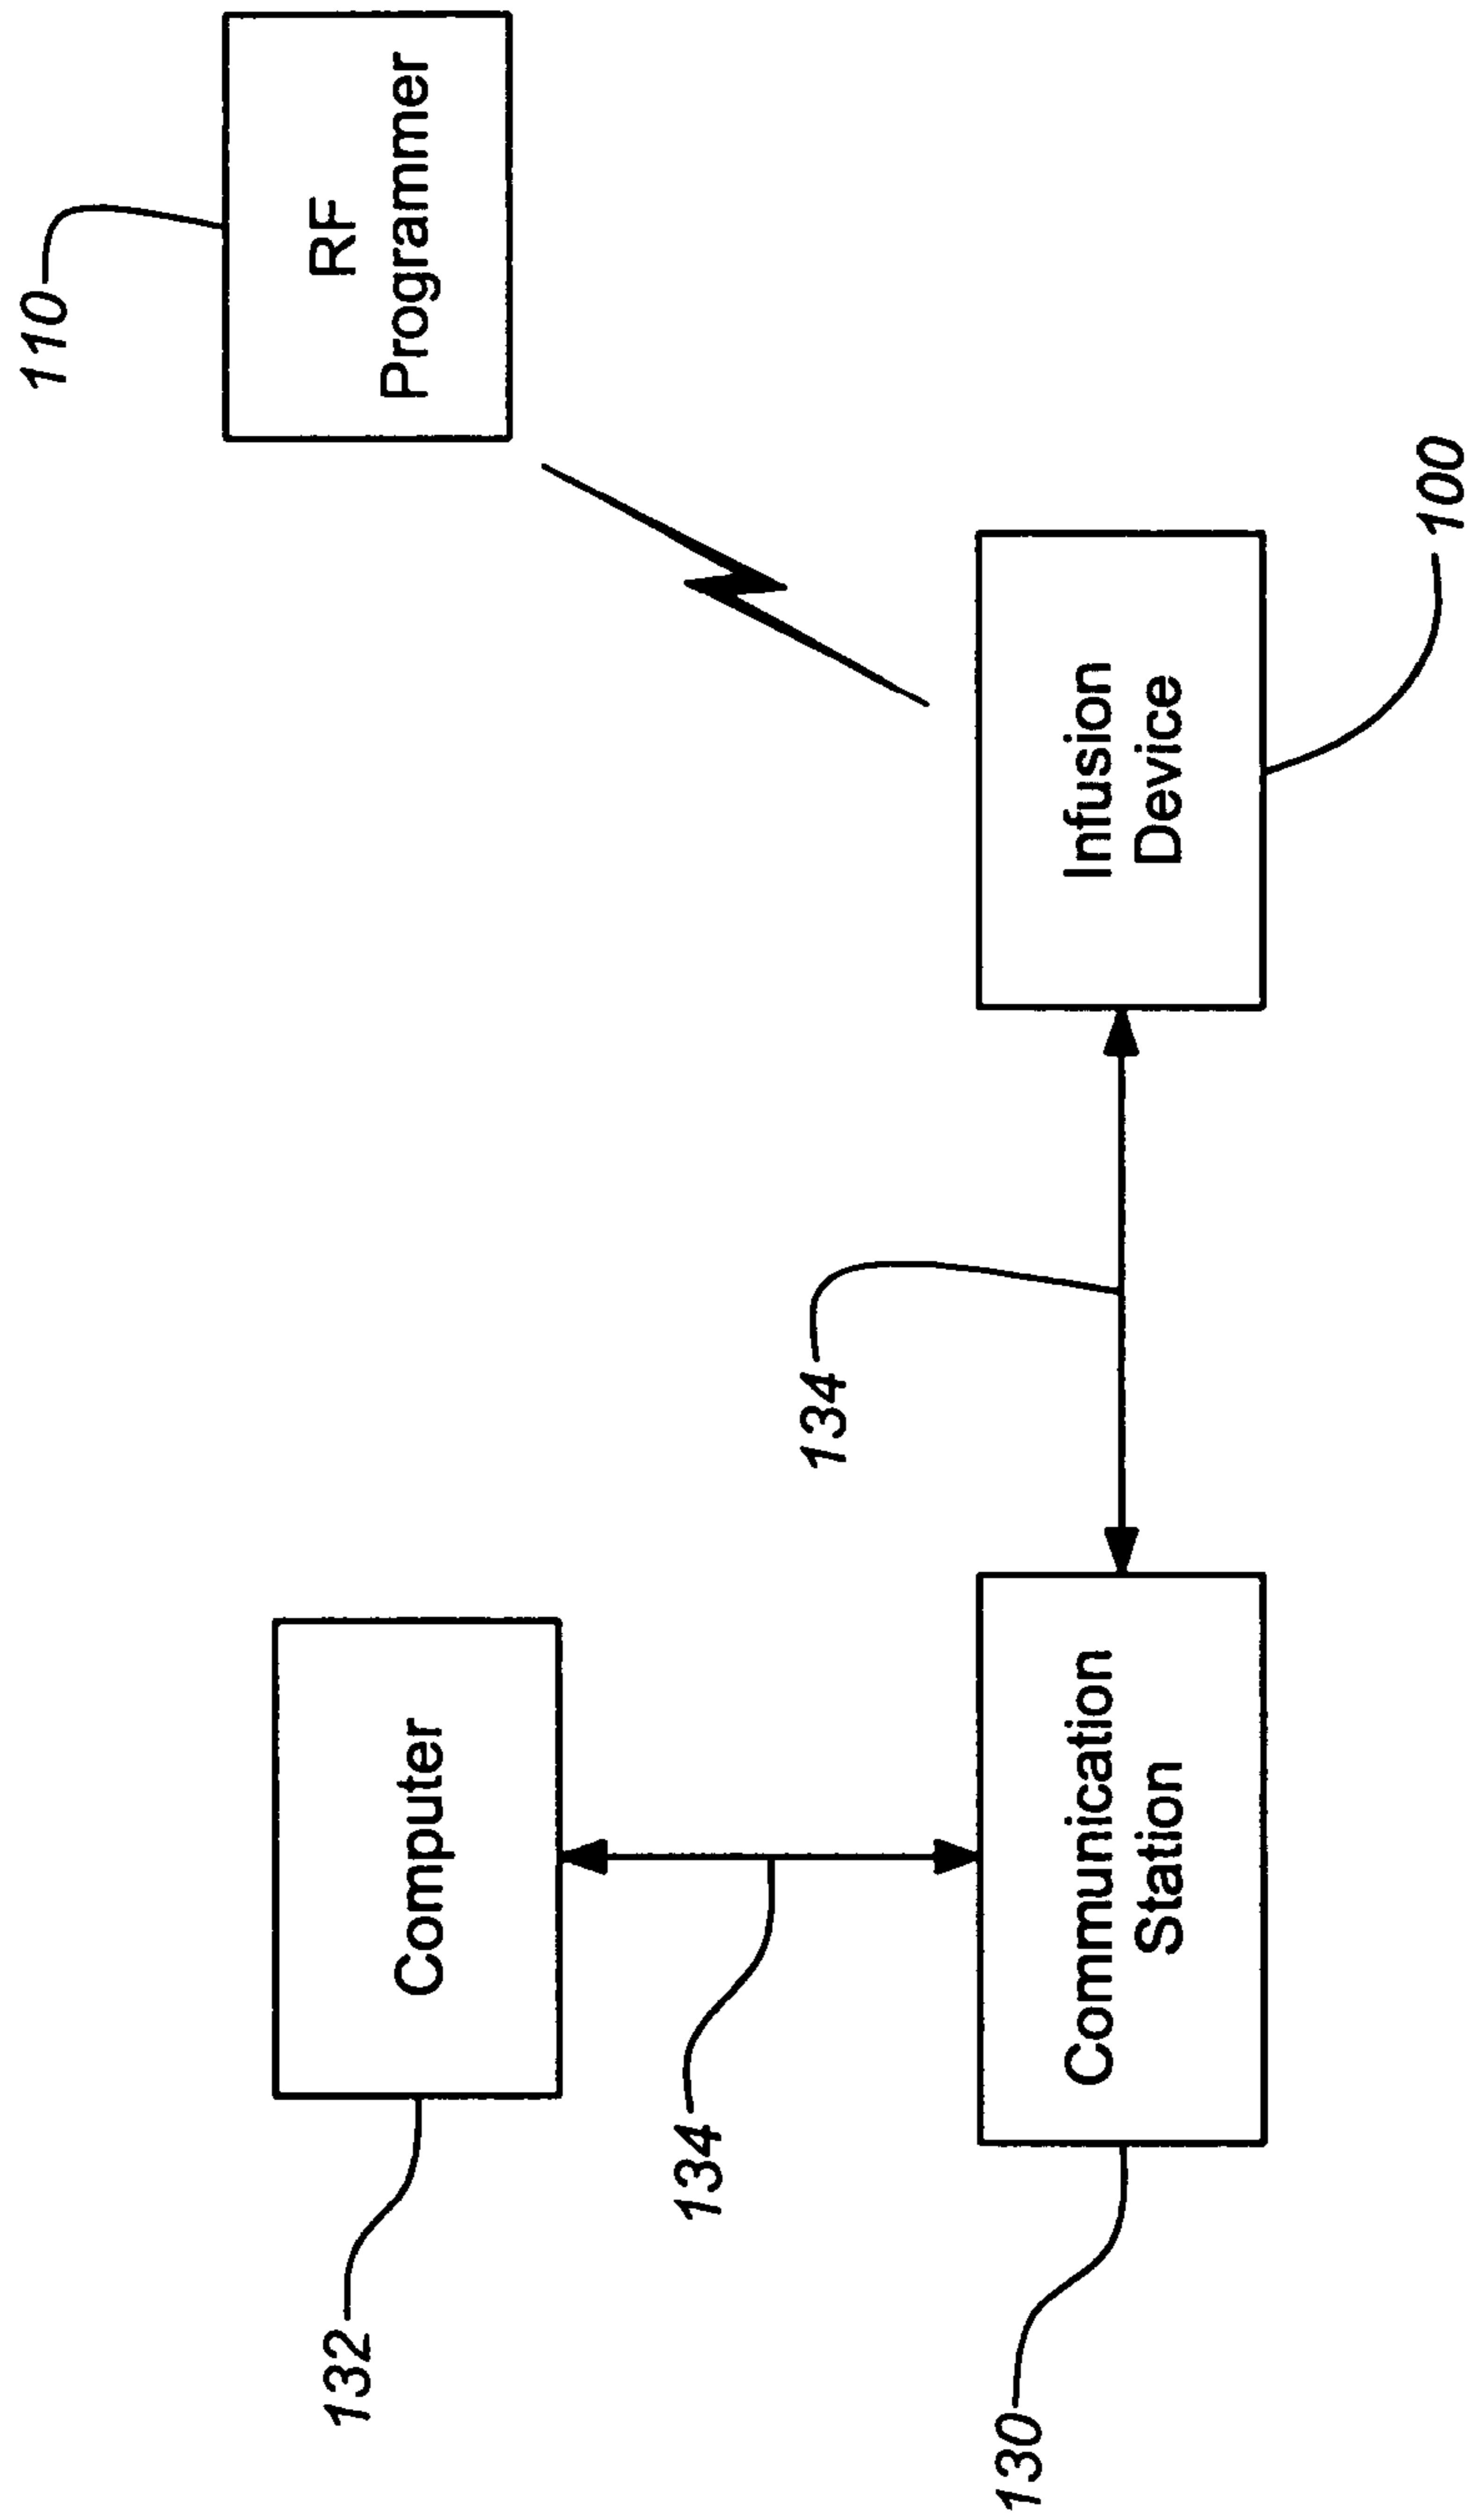 132
Computer
134
130
Communication
Station
134
Infusion
Device
100
110
RF
Programmer